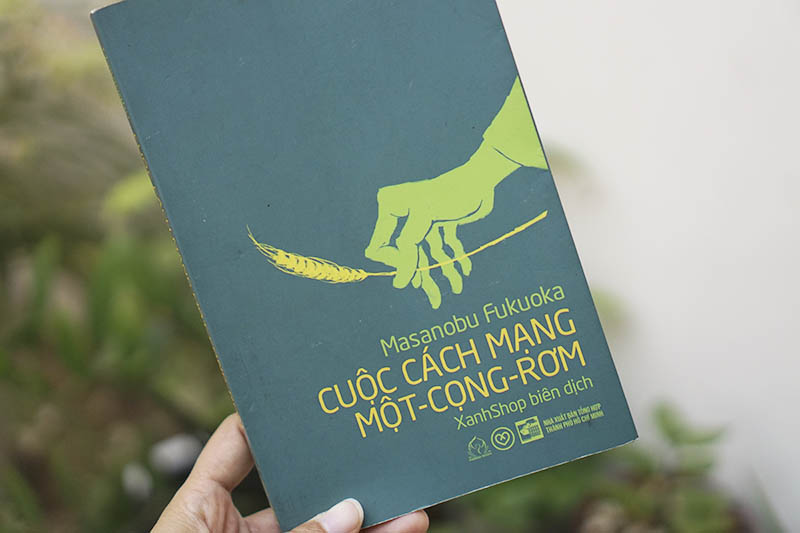 Masanobu Fukuoka
CUỘC CÁCH MẠNG
MỘT-CỌNG-RƠM
XanhShop biên dịch
NHÀ XUẤT BẢN TỔNG HỢP
THÀNH PHỐ HỒ CHÍ MINH